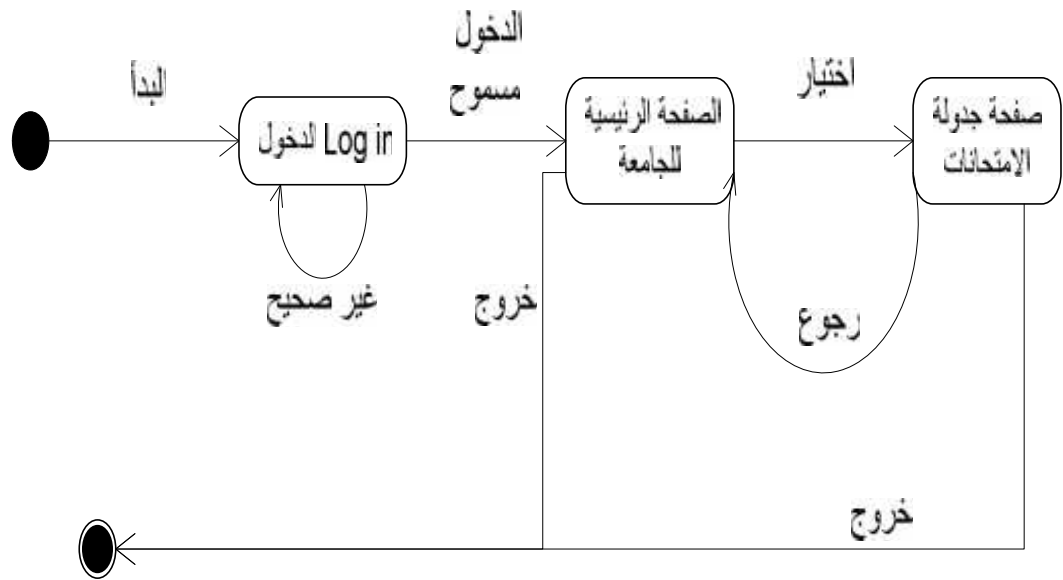 البدأ
الدخول
مسموح
اختيار
الدخول Log in
الصفحة الرئيسية
للجامعة
صفحة جدولة
الامتحانات
غير صحيح
خروج
رجوع
خروج